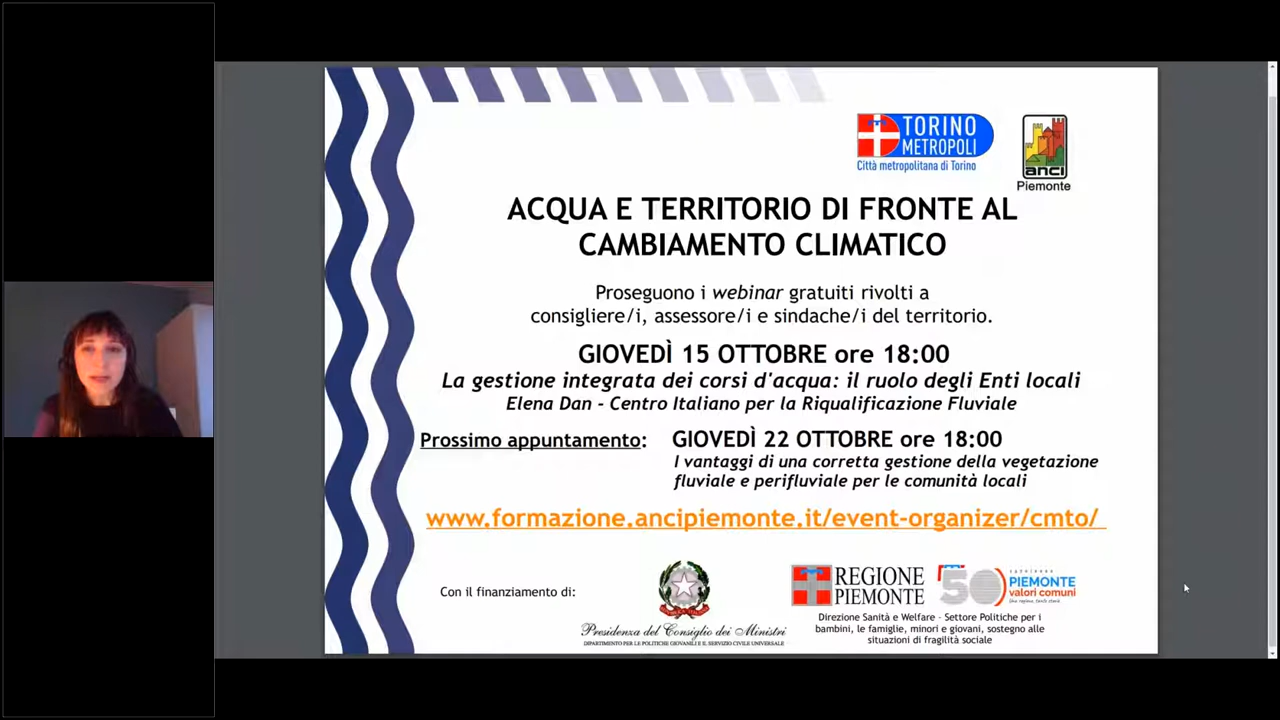 TORINO
METROPOLI
Città metropolitana di Torino
anci
Piemonte
ACQUA E TERRITORIO DI FRONTE AL
CAMBIAMENTO CLIMATICO
Proseguono i webinar gratuiti rivolti a
consigliere/i, assessore/i e sindache/i del territorio.
GIOVEDÌ 15 OTTOBRE ore 18:00
La gestione integrata dei corsi d'acqua: il ruolo degli Enti locali
Elena Dan - Centro Italiano per la Riqualificazione Fluviale
Prossimo appuntamento: GIOVEDÌ 22 OTTOBRE ore 18:00
I vantaggi di una corretta gestione della vegetazione
fluviale e perifluviale per le comunità locali
www.formazione.ancipiemonte.it/event-organizer/cmto/
Con il finanziamento di:
Presidenza del Consiglio dei Ministri
DIPARTIMENTO PER LE POLITICHE GIOVANILI E IL SERVIZIO CIVILE UNIVERSALE
REGIONE
PIEMONTE
50
PIEMONTE
valori comuni
Direzione Sanità e Welfare - Settore Politiche per i
bambini, le famiglie, minori e giovani, sostegno alle
situazioni di fragilità sociale